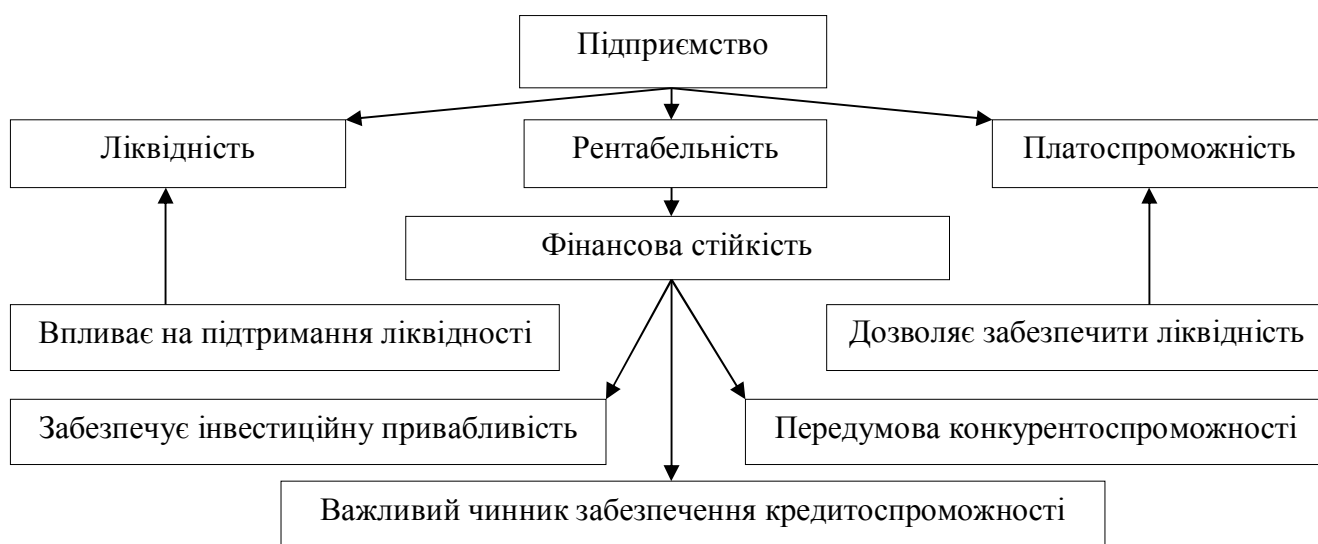 Підприємство
Ліквідність
Рентабельність
Платоспроможність
Фінансова стійкість
Впливає на підтримання ліквідності
Дозволяє забезпечити ліквідність
Забезпечує інвестиційну привабливість
Передумова конкурентоспроможності
Важливий чинник забезпечення кредитоспроможності